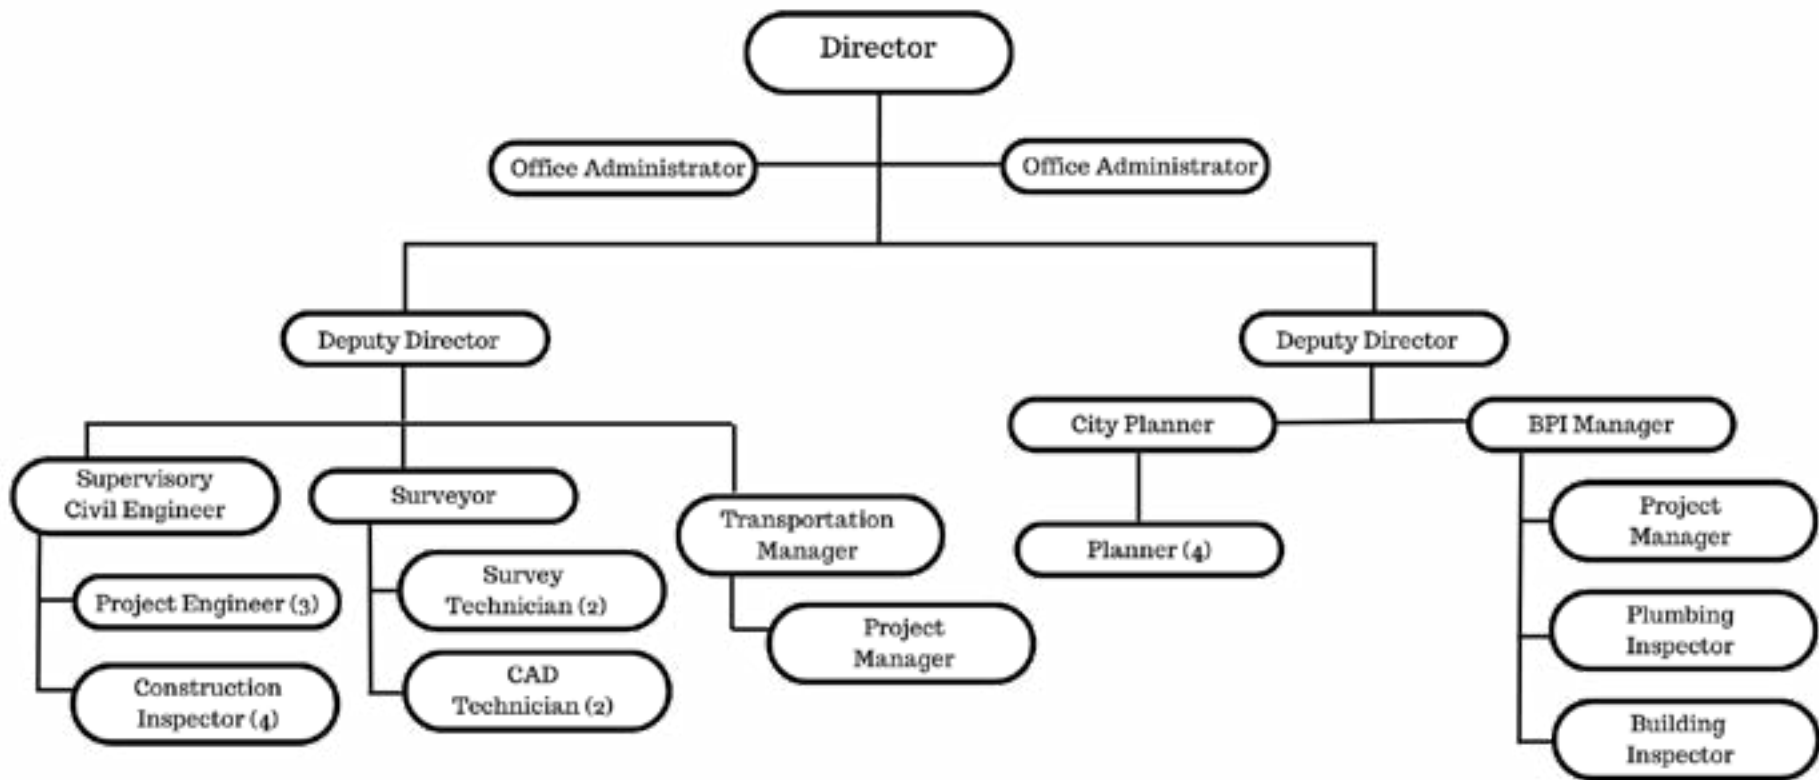 Director
Office Administrator
Office Administrator
Deputy Director
Deputy Director
City Planner
BPI Manager
Supervisory
Civil Engineer
Surveyor
Transportation
Manager
Project
Manager
Planner (4)
Survey
Technician (2)
Project Engineer (3)
Plumbing
Inspector
Project
Manager
Construction
Inspector (4)
CAD
Technician (2)
Building
Inspector